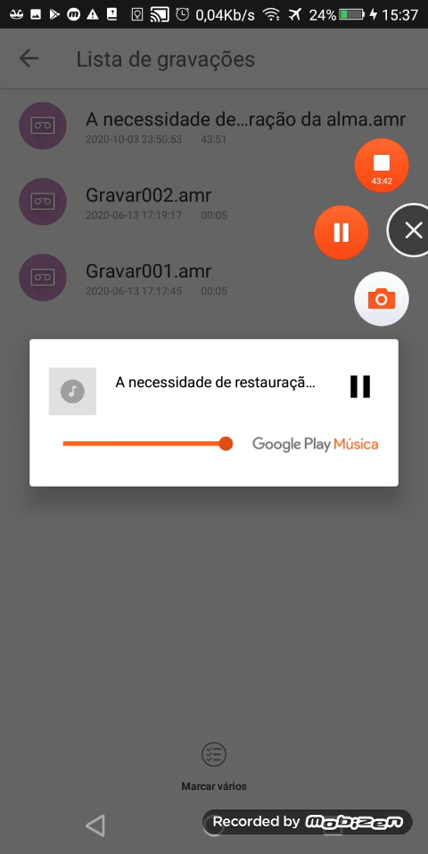 0,04Kb/s 24% 15:37
Lista de gravações
A necessidade de...ração da alma.amr
2020-10-03 23:50:53 43:51
43:42
Gravar002.amr
2020-06-13 17:19:17 00:05
Gravar001.amr
2020-06-13 17:17:45 00:05
A necessidade de restauraçã...
Google Play Música
Marcar vários
Recorded by mobizen